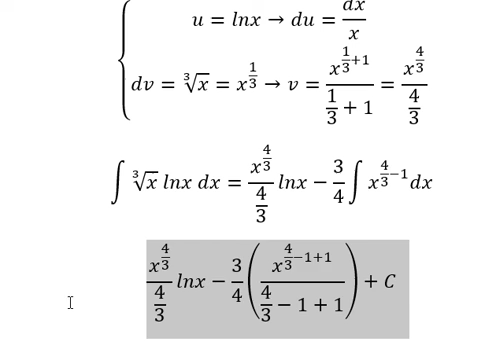 u = lnx → du = dx/x
dv = ∛x = x^(1/3) → v = x^(1/3+1)/(1/3 + 1) = x^(4/3)/(4/3)
∫ ∛x lnx dx = x^(4/3)/(4/3) lnx − 3/4 ∫ x^(4/3−1) dx
x^(4/3)/(4/3) lnx − 3/4 (x^(4/3−1+1)/(4/3 − 1 + 1)) + C